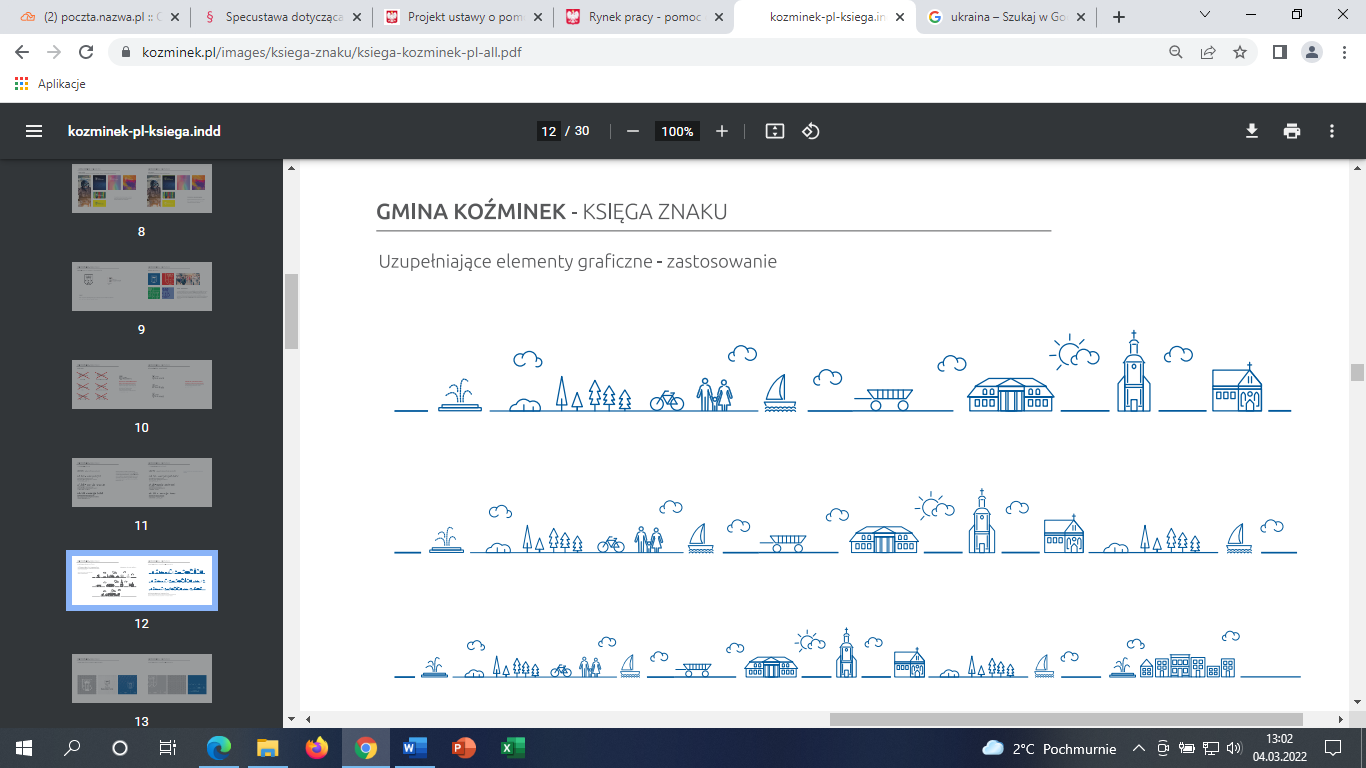 (2) poczta.nazwa.pl :: C
Specustawa dotycząca
Projekt ustawy o pom
Rynek pracy - pomoc
kozminek-pl-ksiega.in
ukraina – Szukaj w Go
kozminek.pl/images/ksiega-znaku/ksiega-kozminek-pl-all.pdf
Aplikacje
kozminek-pl-ksiega.indd
12 / 30
100%
8
9
10
11
12
13
GMINA KOŹMINEK - KSIĘGA ZNAKU
Uzupełniające elementy graficzne - zastosowanie
2°C Pochmurnie
13:02
04.03.2022